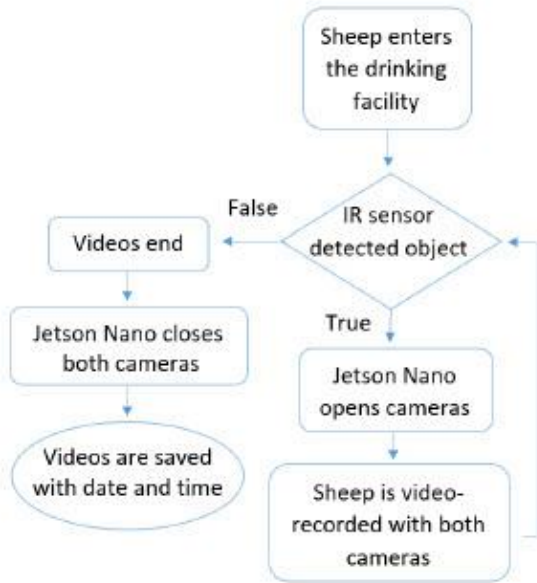 Sheep enters
the drinking
facility
IR sensor
detected object
False
Videos end
Jetson Nano closes
both cameras
Videos are saved
with date and time
True
Jetson Nano
opens cameras
Sheep is video-
recorded with both
cameras